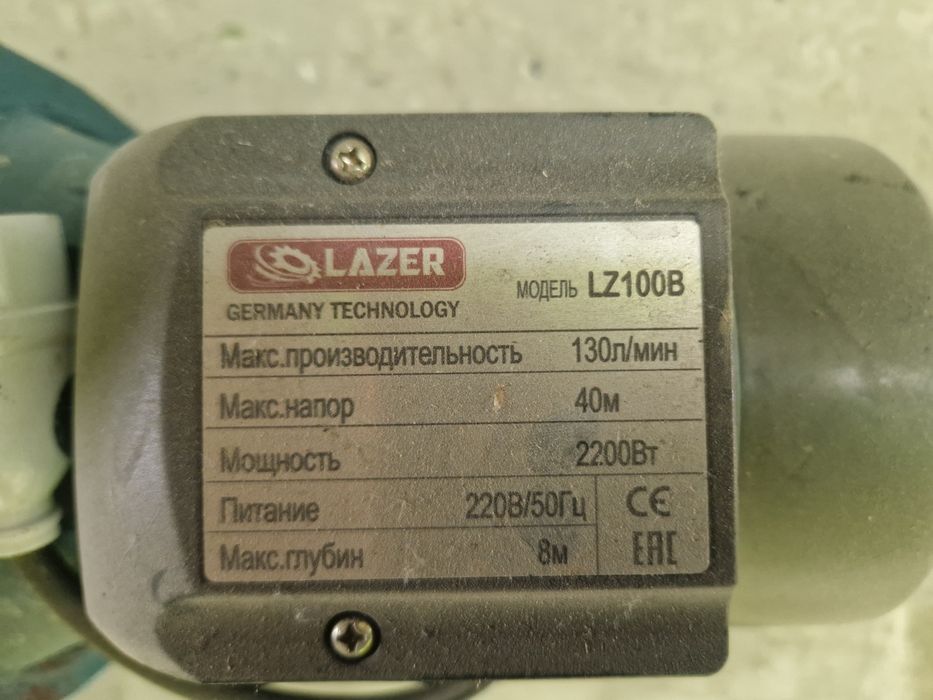 LAZER
GERMANY TECHNOLOGY
МОДЕЛЬ LZ100B
Макс.производительность 130л/мин
Макс.напор 40м
Мощность 2200Вт
Питание 220В/50Гц
Макс.глубин 8м
CE
EAC